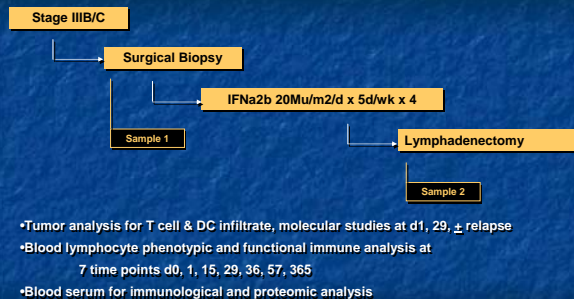 Stage IIIB/C
Surgical Biopsy
IFNa2b 20Mu/m2/d x 5d/wk x 4
Sample 1
Lymphadenectomy
Sample 2
•Tumor analysis for T cell & DC infiltrate, molecular studies at d1, 29, ± relapse
•Blood lymphocyte phenotypic and functional immune analysis at
7 time points d0, 1, 15, 29, 36, 57, 365
•Blood serum for immunological and proteomic analysis